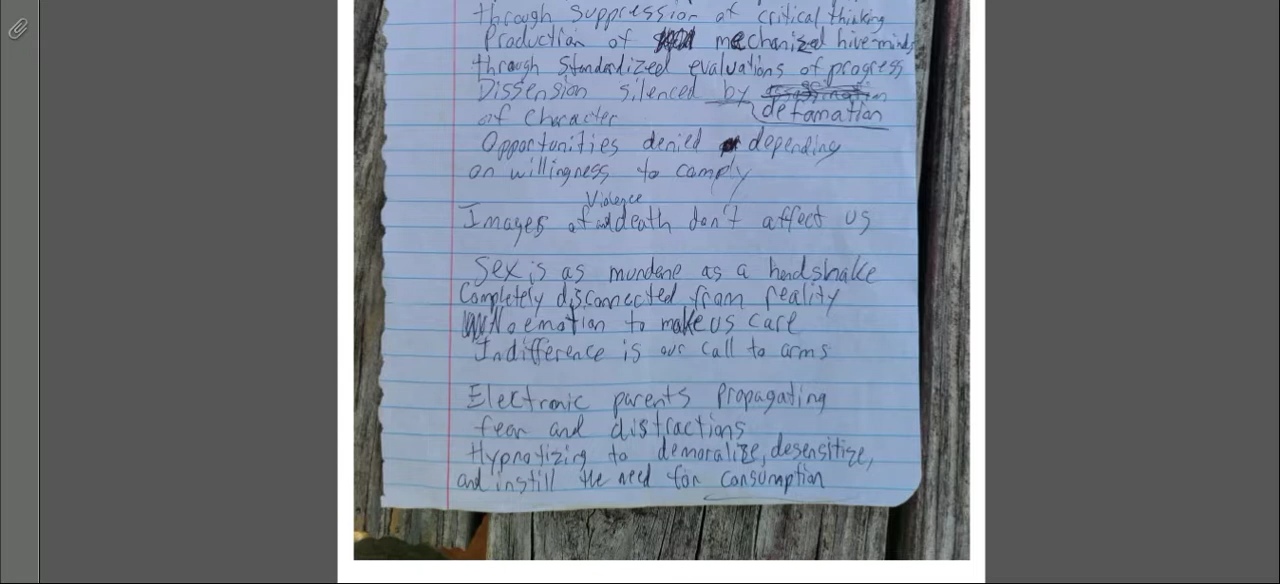 through suppression of critical thinking
Production of mechanized hive-minds
through standardized evaluations of progress
Dissension silenced by defamation
of character
Opportunities denied depending
on willingness to comply
Images of Violence and death don't affect us
Sex is as mundane as a handshake
Completely disconnected from reality
No emotion to make us care
Indifference is our call to arms
Electronic parents propagating
fear and distractions
Hypnotizing to demoralize, desensitize,
and instill the need for consumption